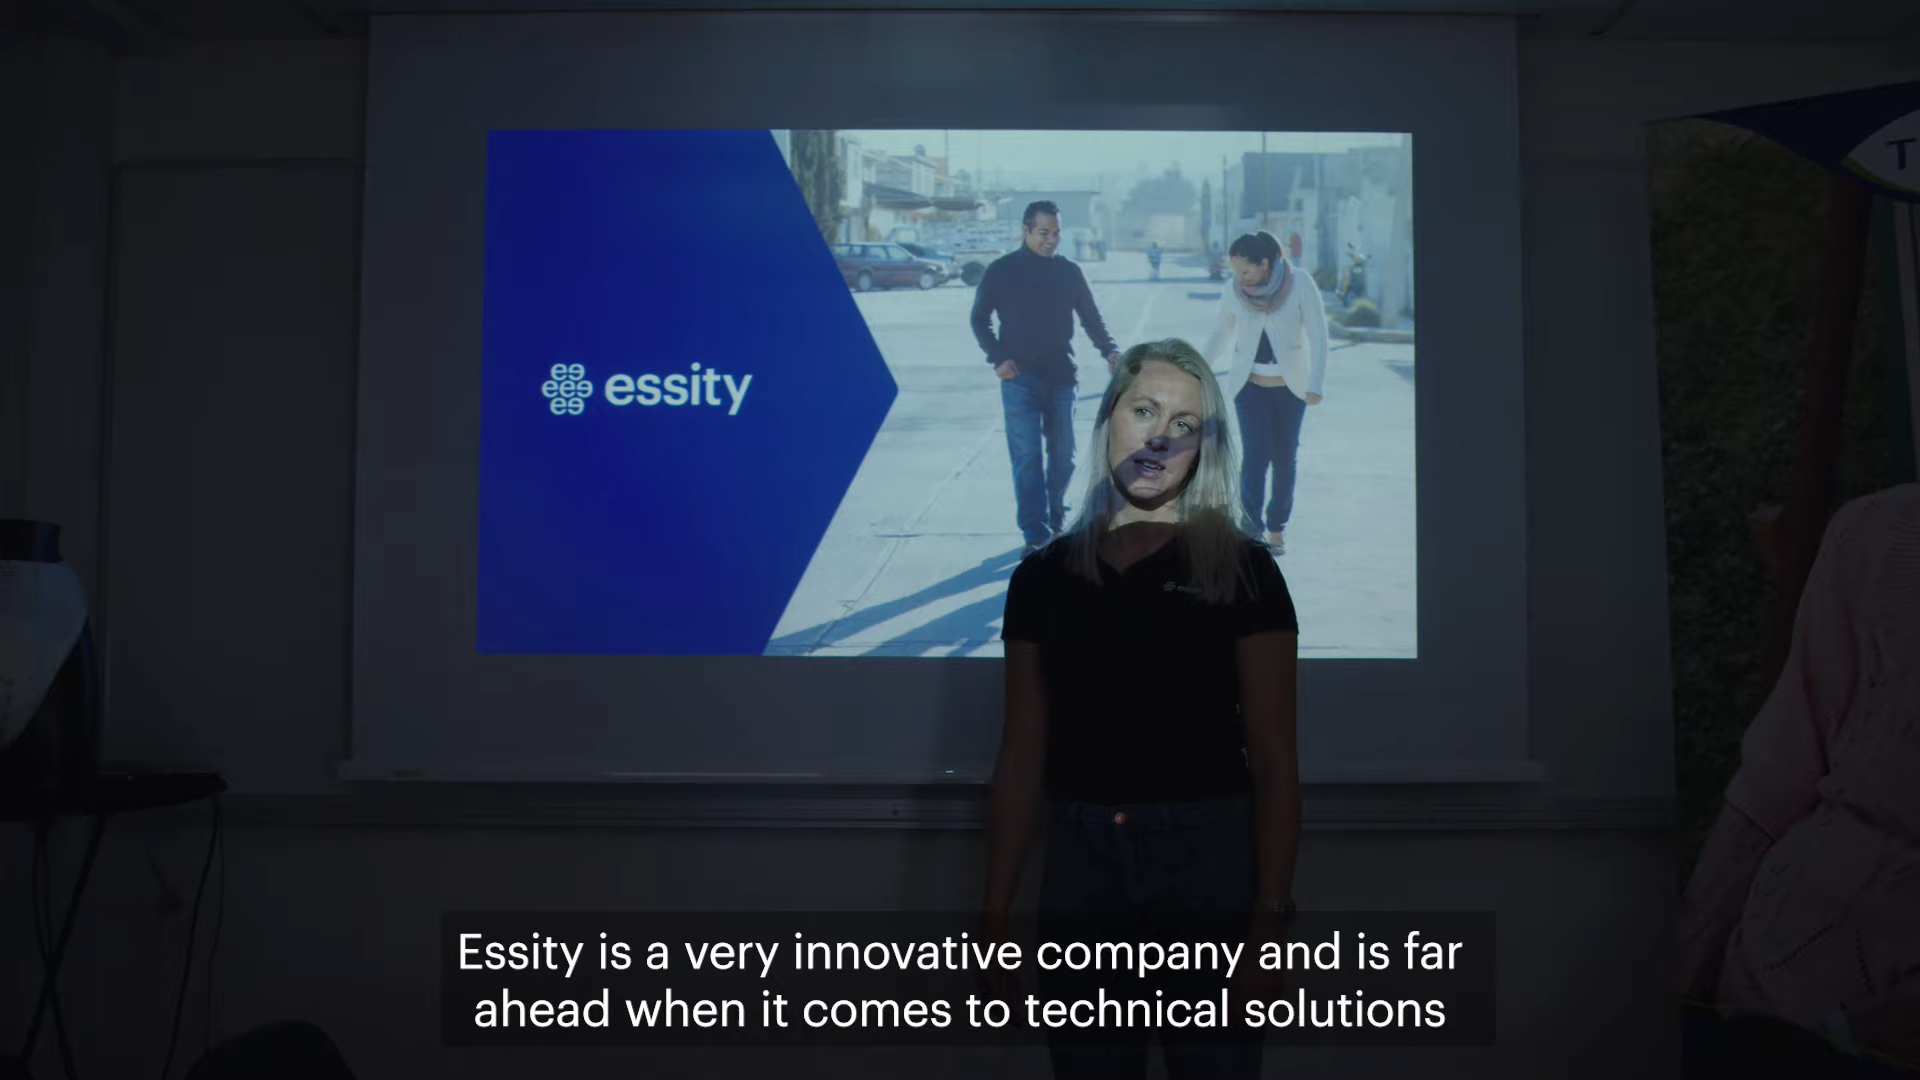 essity
T
Essity is a very innovative company and is far
ahead when it comes to technical solutions